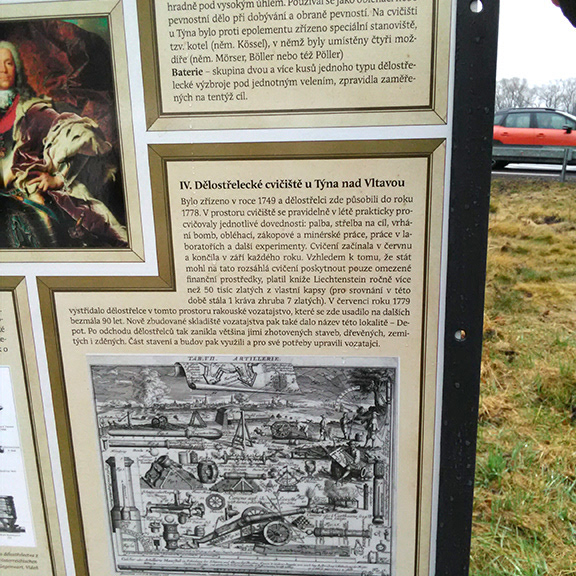 hradně pod vysokým úhlem. Používal se jako
pevnostní dělo při dobývání a obraně pevností. Na cvičišti
u Týna bylo proti epolementu zřízeno speciální stanoviště,
tzv. kotel (něm. Kössel), v němž byly umístěny čtyři mož-
díře (něm. Mörser, Böller nebo též Pöller)
Baterie – skupina dvou a více kusů jednoho typu dělostře-
lecké výzbroje pod jednotným velením, zpravidla zaměře-
ných na tentýž cíl.
IV. Dělostřelecké cvičiště u Týna nad Vltavou
Bylo zřízeno v roce 1749 a dělostřelci zde působili do roku
1778. V prostoru cvičiště se pravidelně v létě prakticky pro-
cvičovaly jednotlivé dovednosti: palba, střelba na cíl, vrhá-
ní bomb, obléhací, zákopové a minérské práce, práce v la-
boratořích a další experimenty. Cvičení začínala v červnu
a končila v září každého roku. Vzhledem k tomu, že stát
mohl na tato rozsáhlá cvičení poskytnout pouze omezené
finanční prostředky, platil kníže Liechtenstein ročně více
než 50 tisíc zlatých z vlastní kapsy (pro srovnání v této
době stála 1 kráva zhruba 7 zlatých). V červenci roku 1779
vystřídalo dělostřelce v tomto prostoru rakouské vozatajstvo, které se zde usadilo na dalších
bezmála 90 let. Nově zbudované skladiště vozatajstva pak také dalo název této lokalitě – De-
pot. Po odchodu dělostřelců tak zanikla většina jimi zhotovených staveb, dřevěných, zemi-
tých i zděných. Část stavení a budov pak využili a pro své potřeby upravili vozatajci.
TAB. VII. ARTILLERIE.